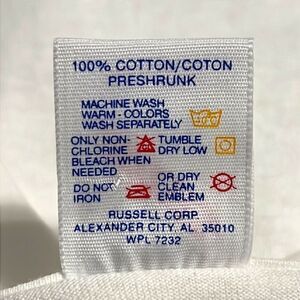 100% COTTON/COTON
PRESHRUNK
MACHINE WASH
WARM - COLORS
WASH SEPARATELY
ONLY NON- TUMBLE
CHLORINE DRY LOW
BLEACH WHEN
NEEDED
DO NOT OR DRY
IRON CLEAN
EMBLEM
RUSSELL CORP.
ALEXANDER CITY AL 35010
WPL 7232